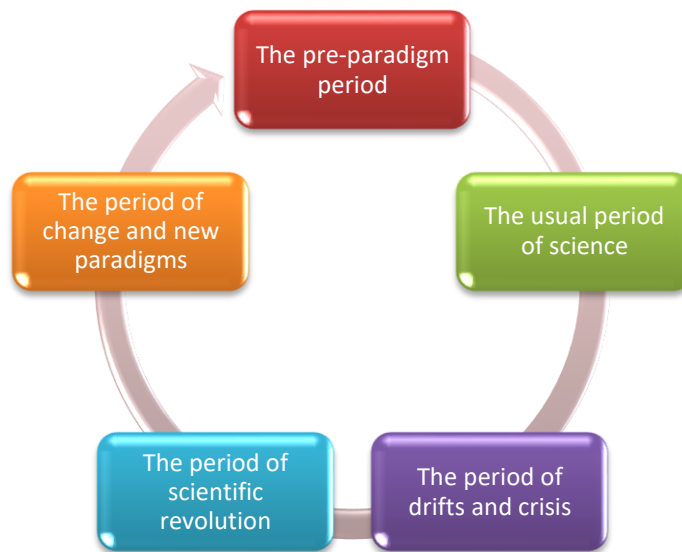 The pre-paradigm
period
The usual period
of science
The period of
drifts and crisis
The period of
scientific
revolution
The period of
change and new
paradigms